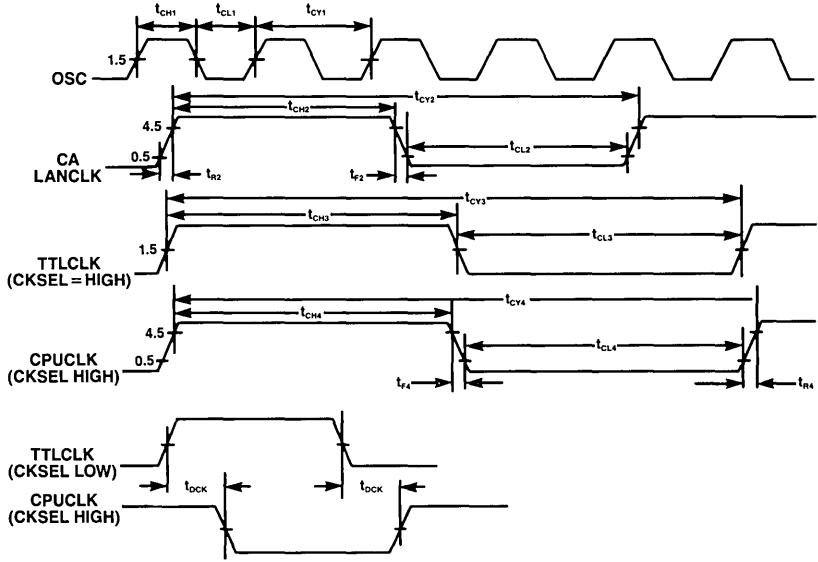 tCH1 tCL1 tCY1
1.5
OSC
tCY2
tCH2
4.5
tCL2
0.5
CA
LANCLK
tR2 tF2
tCY3
tCH3
tCL3
1.5
TTLCLK
(CKSEL = HIGH)
tCY4
tCH4
4.5
tCL4
0.5
CPUCLK
(CKSEL HIGH)
tF4 tR4
TTLCLK
(CKSEL LOW)
tDCK tDCK
CPUCLK
(CKSEL HIGH)